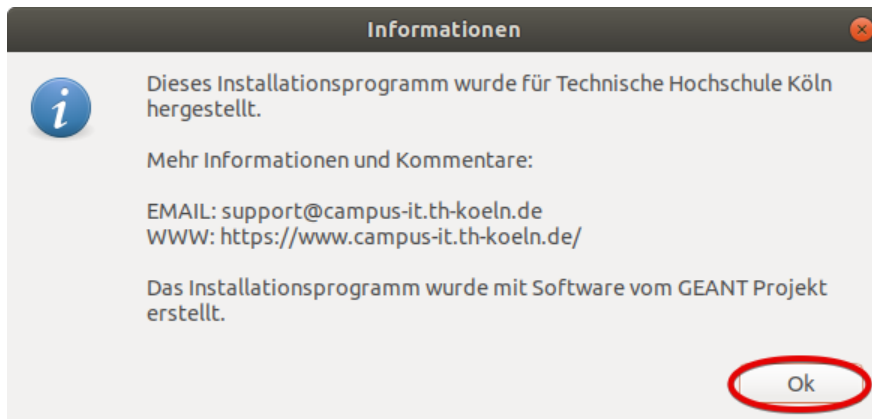 Informationen
Dieses Installationsprogramm wurde für Technische Hochschule Köln
hergestellt.
Mehr Informationen und Kommentare:
EMAIL: support@campus-it.th-koeln.de
WWW: https://www.campus-it.th-koeln.de/
Das Installationsprogramm wurde mit Software vom GEANT Projekt
erstellt.
Ok